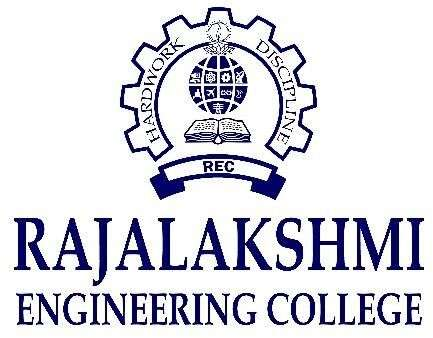 HARDWORK DISCIPLINE
REC
RAJALAKSHMI
ENGINEERING COLLEGE